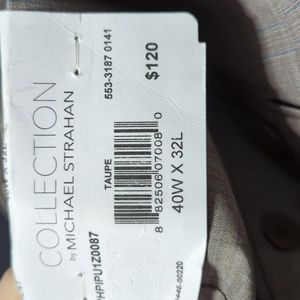 COLLECTION
by MICHAEL STRAHAN
553-3187 0141
TAUPE
8 82506 07008 0
40W X 32L
$120